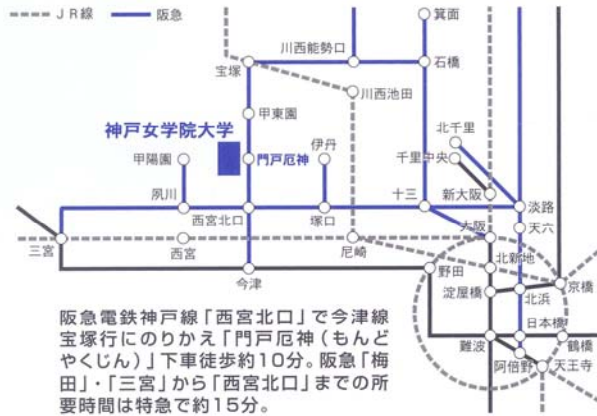 JR線 阪急
箕面
川西能勢口
宝塚
石橋
川西池田
甲東園
北千里
神戸女学院大学
伊丹
甲陽園
門戸厄神
千里中央
新大阪
夙川
西宮北口
塚口
十三
淡路
大阪
天六
三宮
西宮
尼崎
北新地
今津
野田
京橋
淀屋橋
北浜
日本橋
難波
鶴橋
阿倍野
天王寺
阪急電鉄神戸線「西宮北口」で今津線
宝塚行にのりかえ「門戸厄神（もんど
やくじん）」下車徒歩約10分。阪急「梅
田」・「三宮」から「西宮北口」までの所
要時間は特急で約15分。